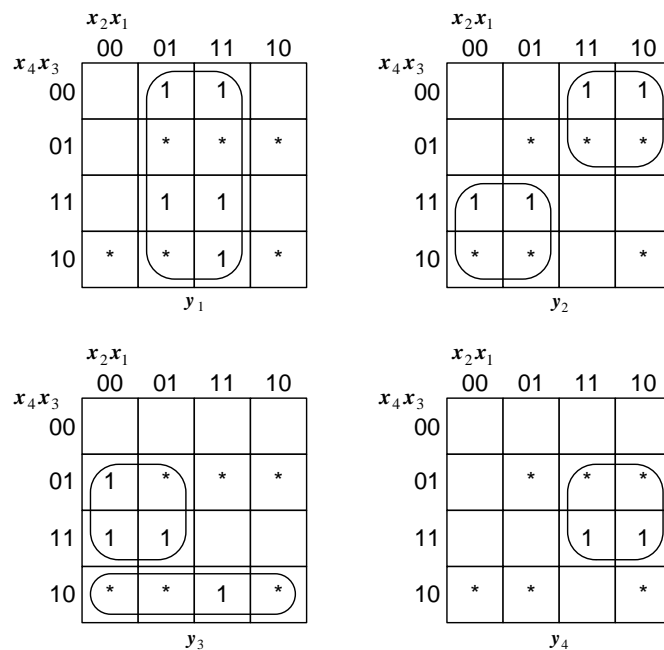 x₂x₁
00 01 11 10
x₄x₃
00 1 1
01 * * *
11 1 1
10 * * 1 *
y₁
x₂x₁
00 01 11 10
x₄x₃
00 1 1
01 * * *
11 1 1
10 * * *
y₂
x₂x₁
00 01 11 10
x₄x₃
00
01 1 * * *
11 1 1
10 * * 1 *
y₃
x₂x₁
00 01 11 10
x₄x₃
00
01 * * *
11 1 1
10 * * *
y₄